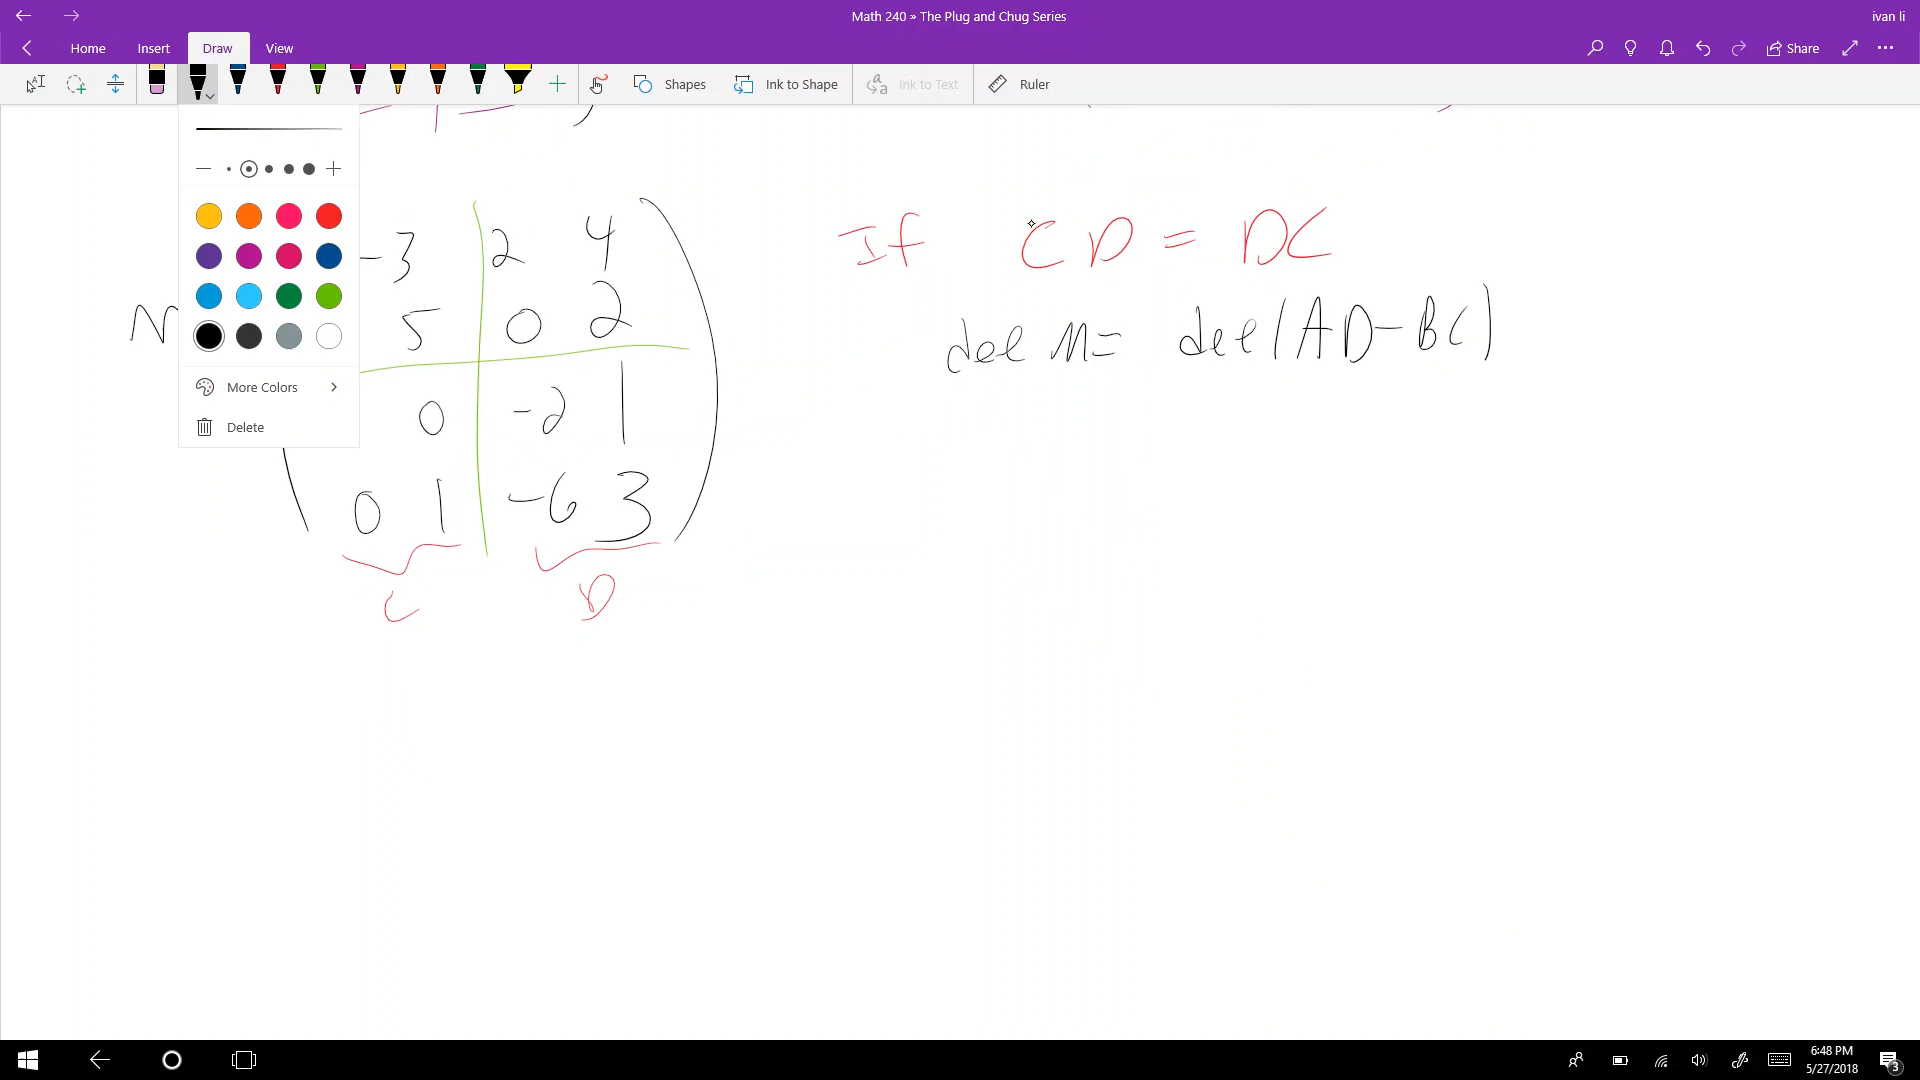 Math 240 » The Plug and Chug Series
ivan li
Home Insert Draw View
Share
Shapes Ink to Shape Ink to Text Ruler
-3 2 4
5 0 2
0 -2 1
0 1 -6 3
C D
If CD = DC
det M = det(AD-BC)
More Colors
Delete
6:48 PM
5/27/2018
3